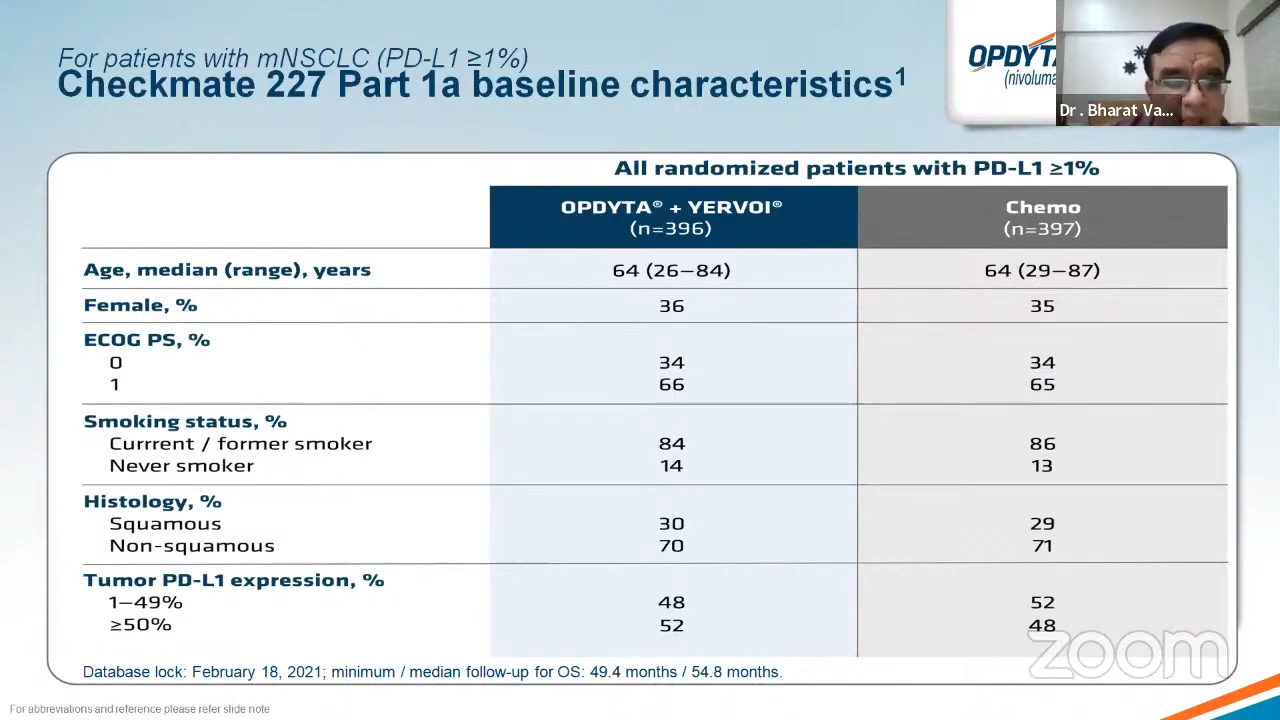 For patients with mNSCLC (PD-L1 ≥1%)
Checkmate 227 Part 1a baseline characteristics1
OPDYTA
(nivoluma
Dr. Bharat Va...
All randomized patients with PD-L1 ≥1%
OPDYTA® + YERVOI® Chemo
(n=396) (n=397)
Age, median (range), years 64 (26–84) 64 (29–87)
Female, % 36 35
ECOG PS, %
0 34 34
1 66 65
Smoking status, %
Currrent / former smoker 84 86
Never smoker 14 13
Histology, %
Squamous 30 29
Non-squamous 70 71
Tumor PD-L1 expression, %
1–49% 48 52
≥50% 52 48
zoom
Database lock: February 18, 2021; minimum / median follow-up for OS: 49.4 months / 54.8 months.
For abbreviations and reference please refer slide note